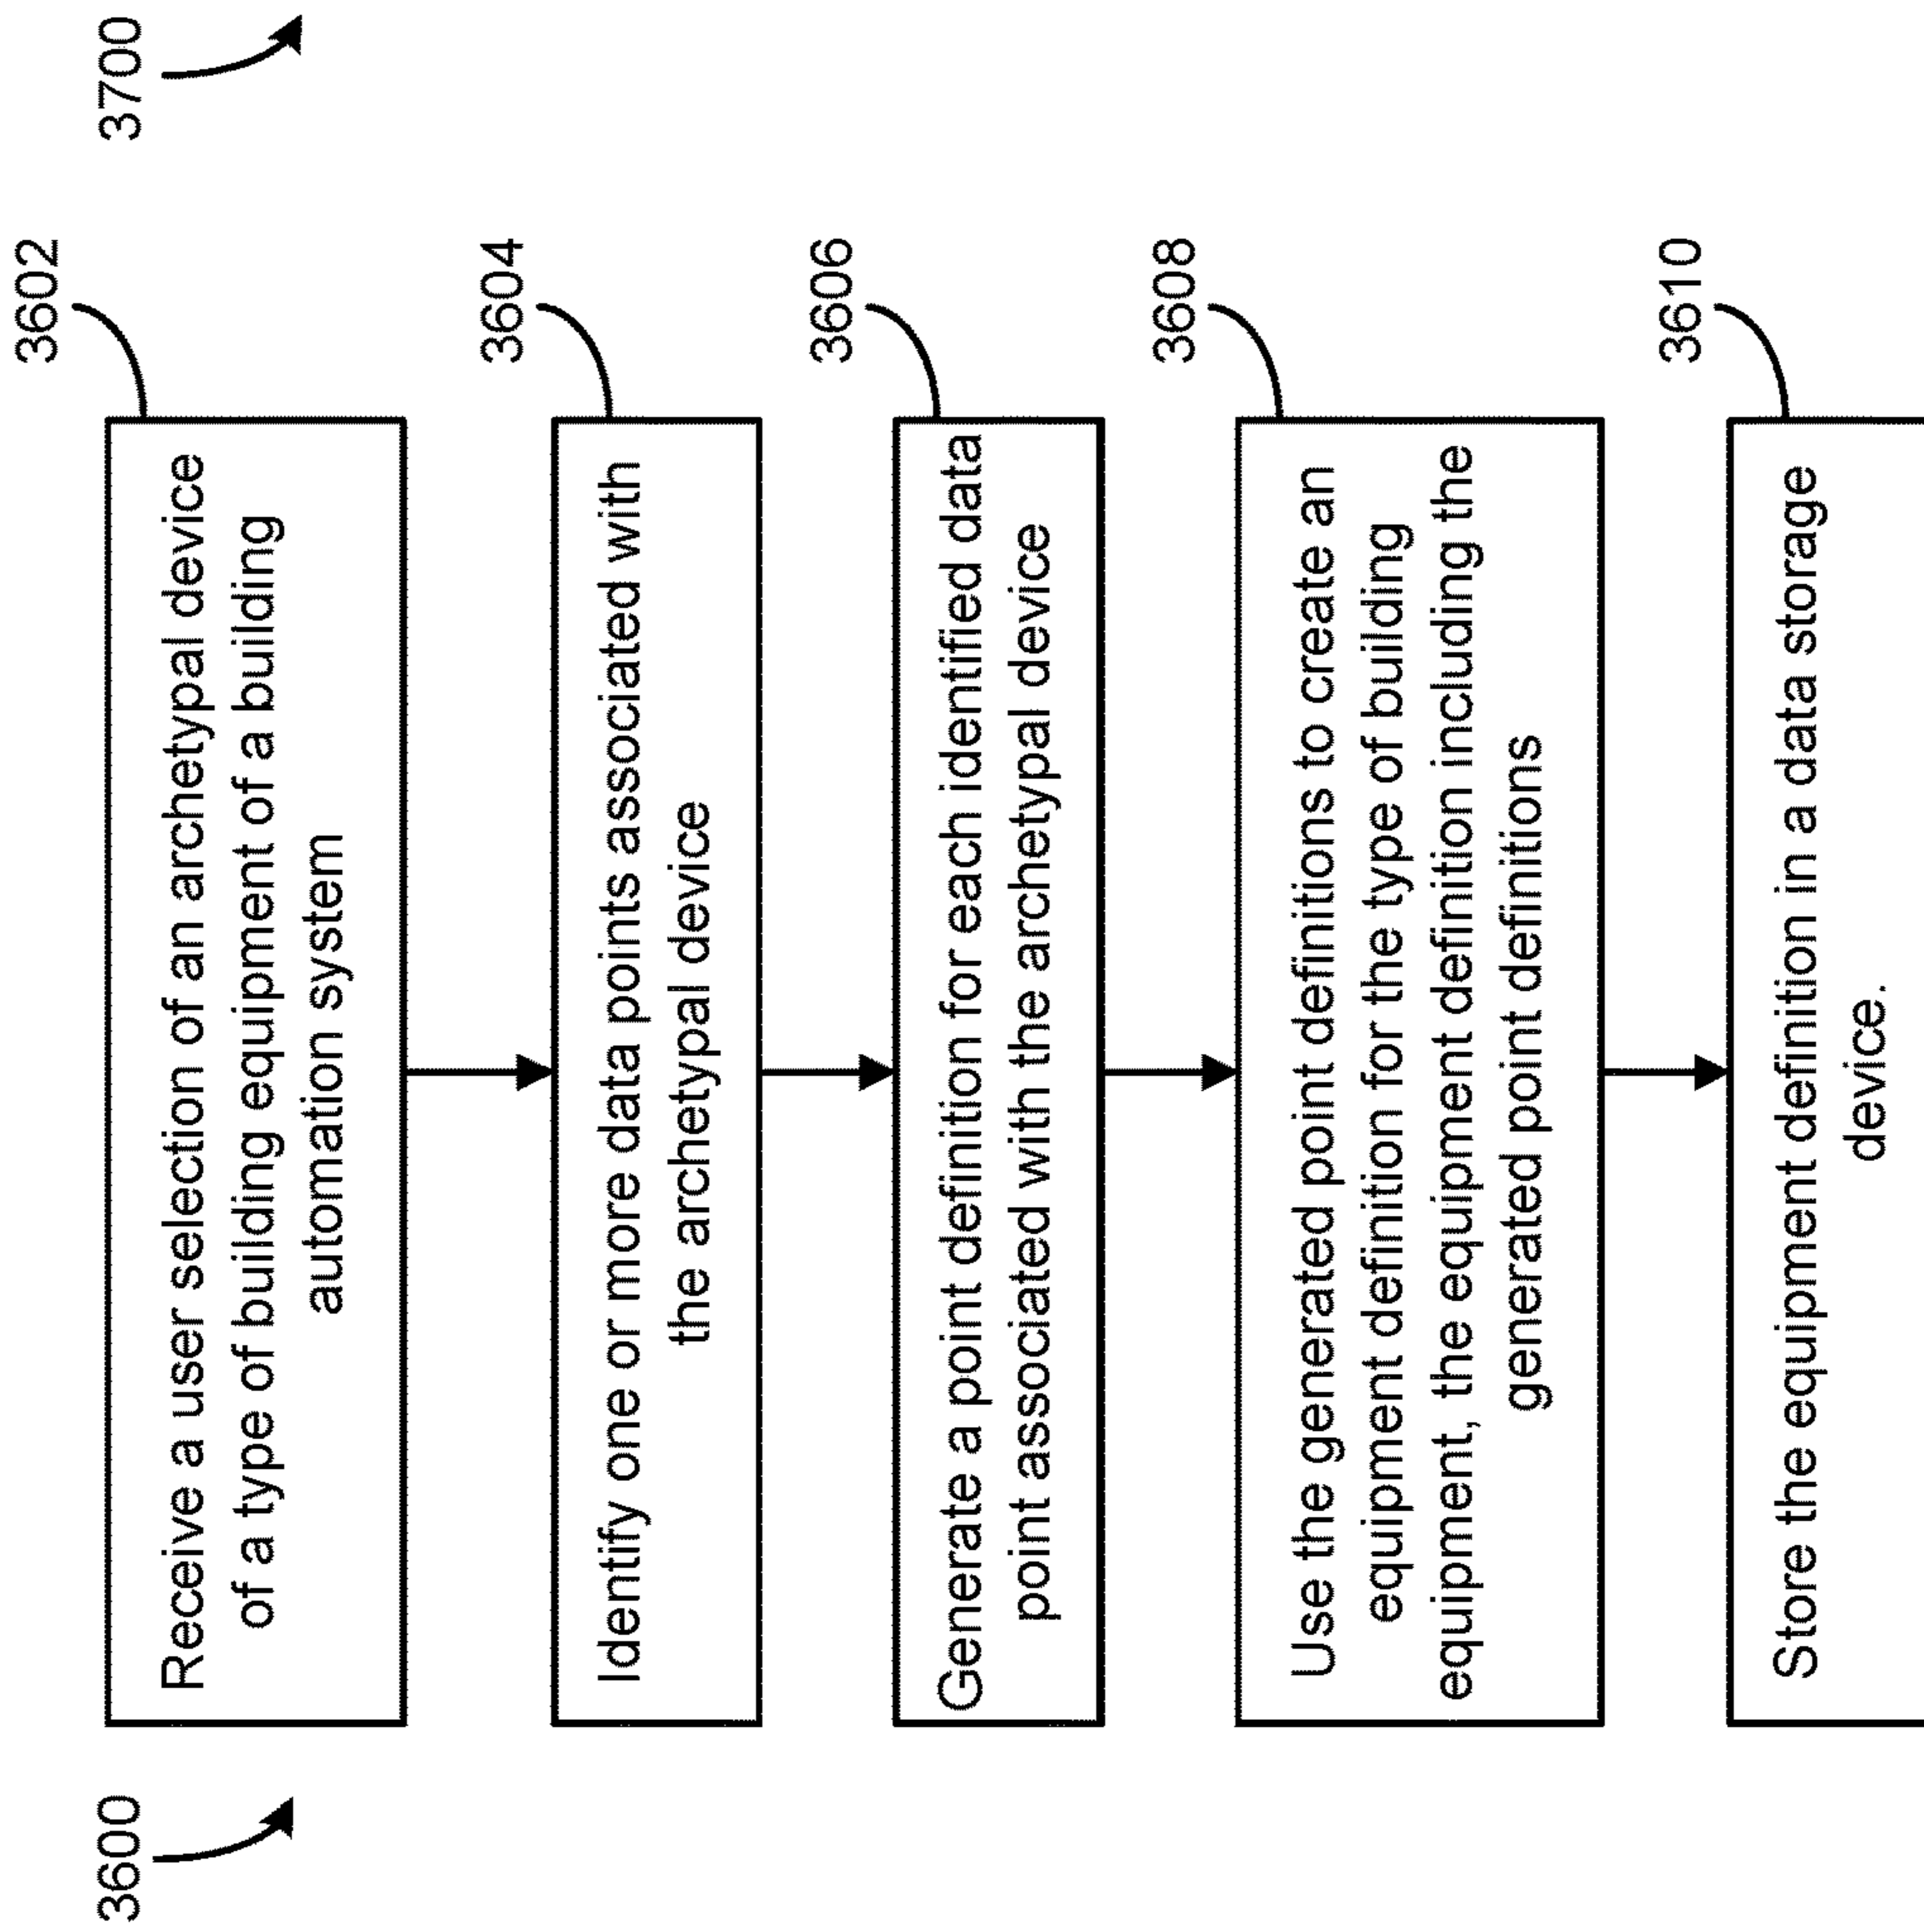 3600
3700
3602
Receive a user selection of an archetypal device
of a type of building equipment of a building
automation system
3604
Identify one or more data points associated with
the archetypal device
3606
Generate a point definition for each identified data
point associated with the archetypal device
3608
Use the generated point definitions to create an
equipment definition for the type of building
equipment, the equipment definition including the
generated point definitions
3610
Store the equipment definition in a data storage
device.